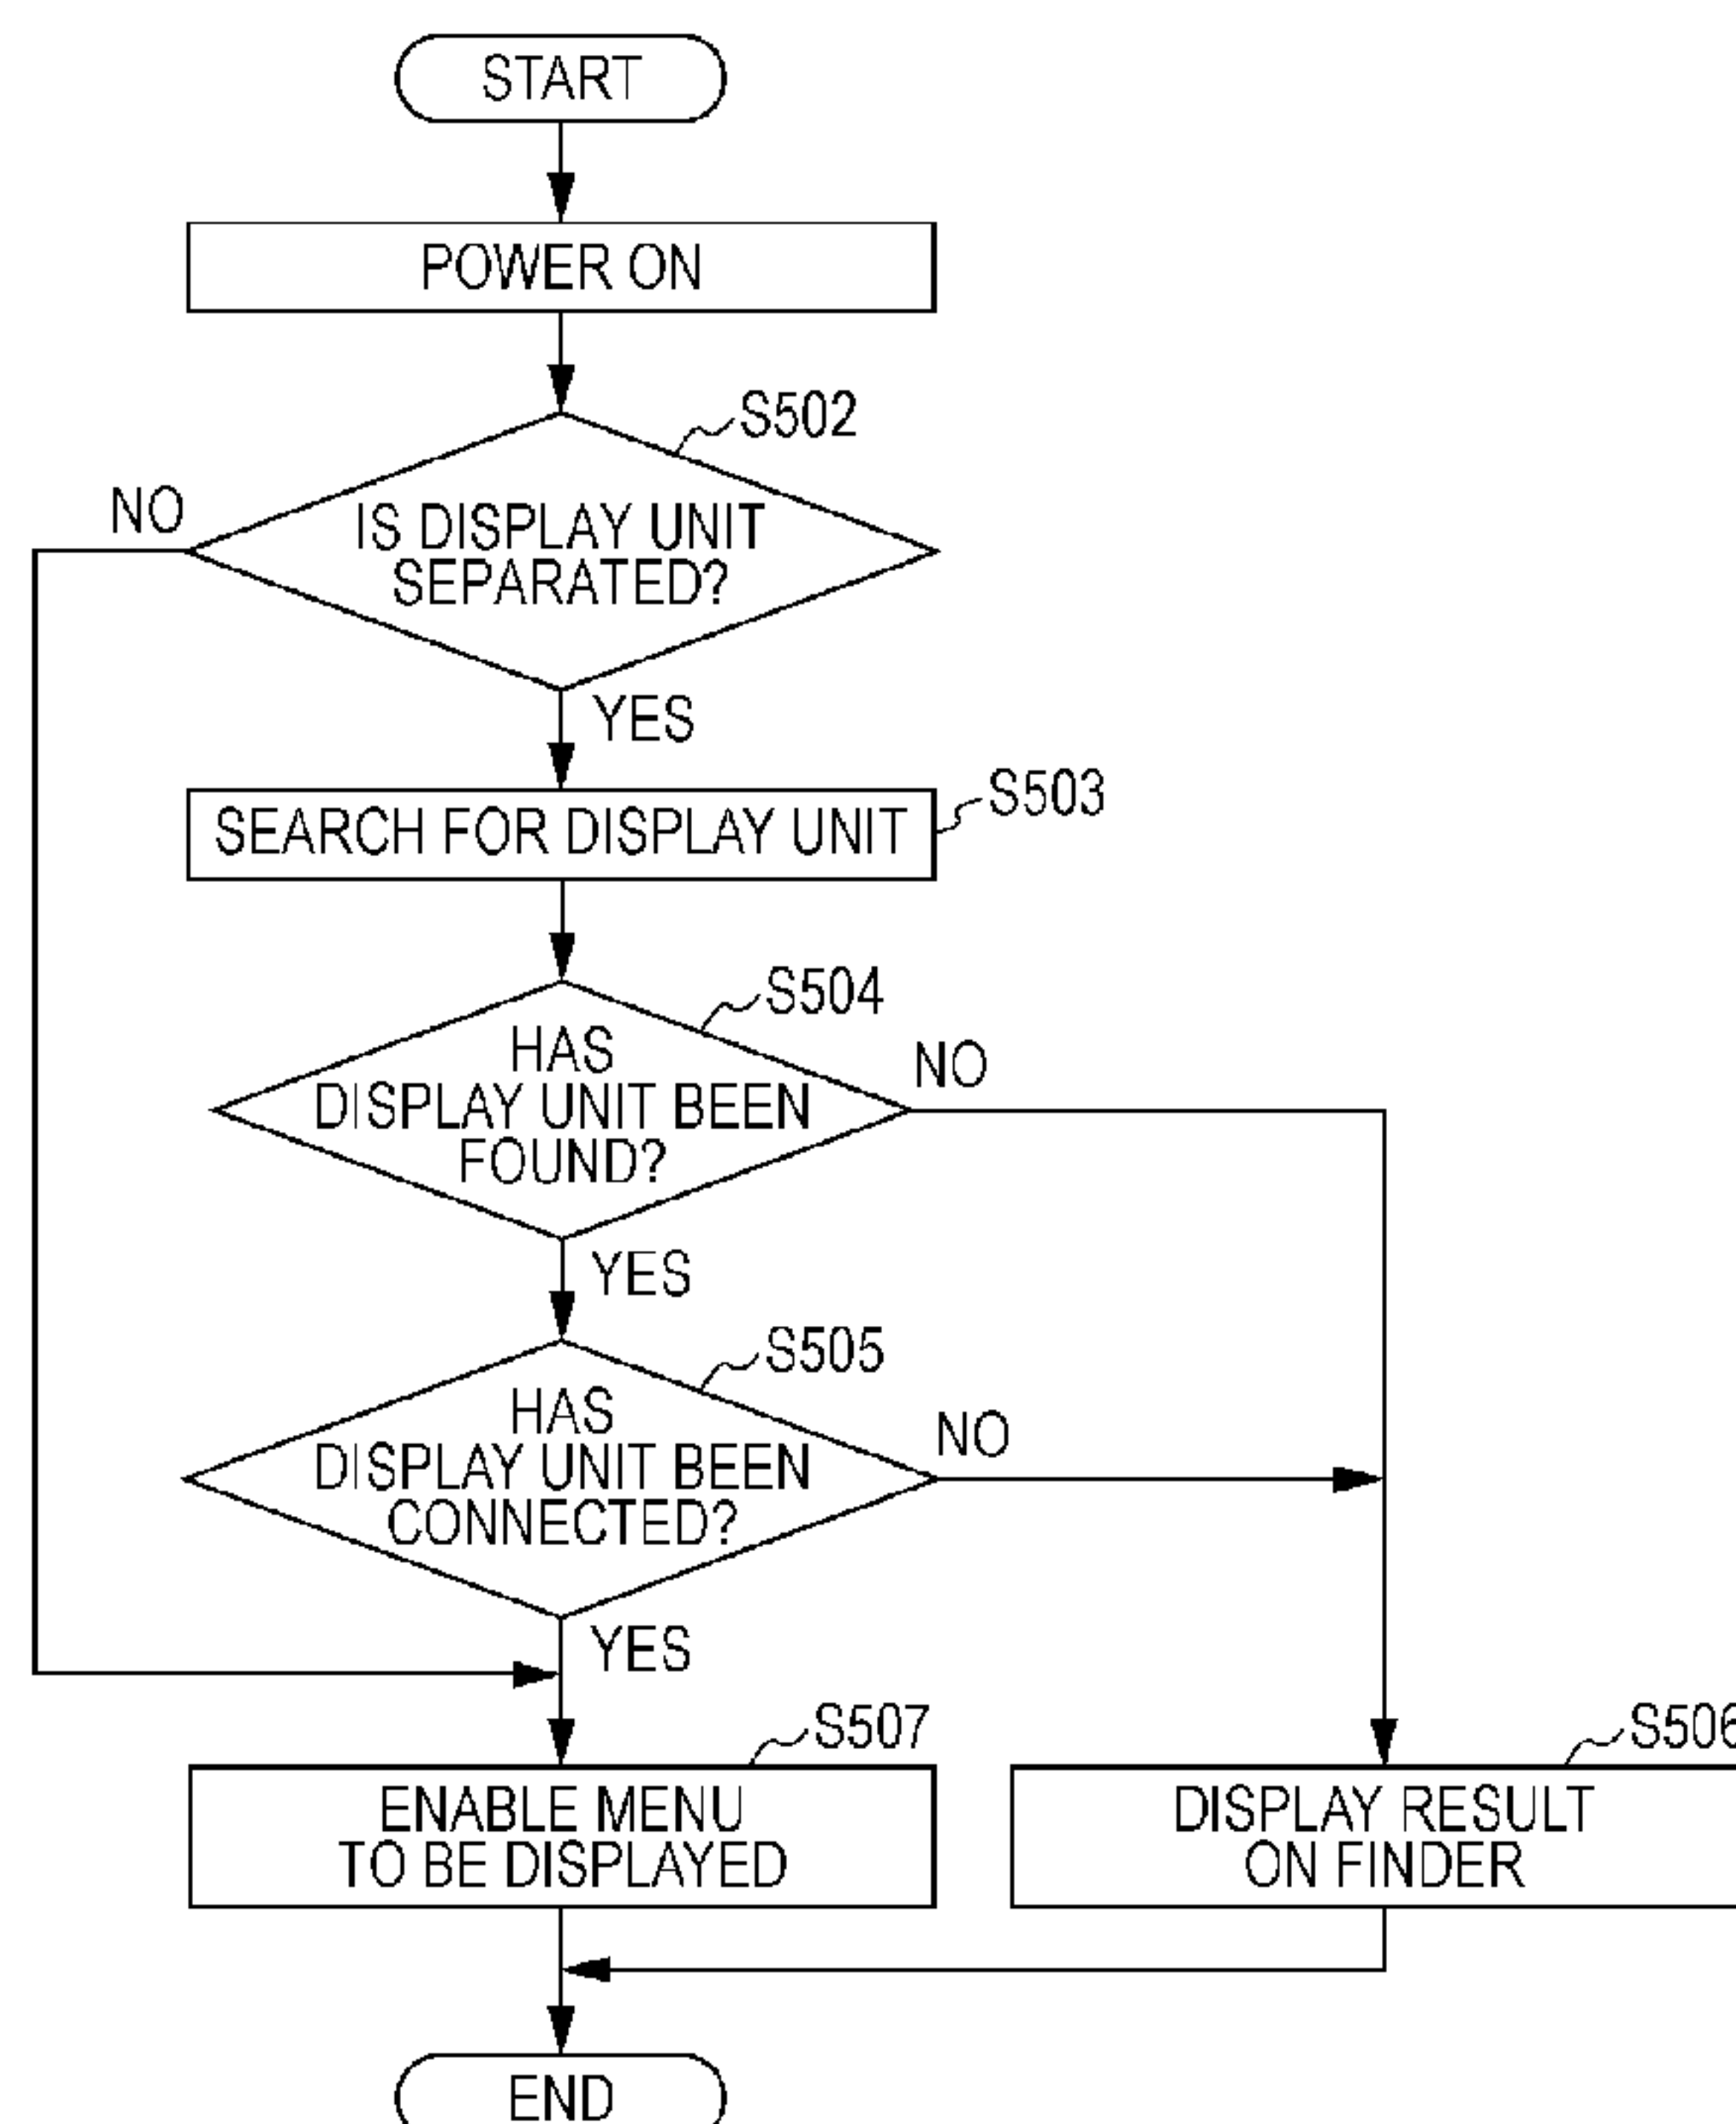 START
POWER ON
S502
NO
IS DISPLAY UNIT
SEPARATED?
YES
SEARCH FOR DISPLAY UNIT
S503
S504
HAS
DISPLAY UNIT BEEN
FOUND?
NO
YES
S505
HAS
DISPLAY UNIT BEEN
CONNECTED?
NO
YES
S507
ENABLE MENU
TO BE DISPLAYED
S506
DISPLAY RESULT
ON FINDER
END